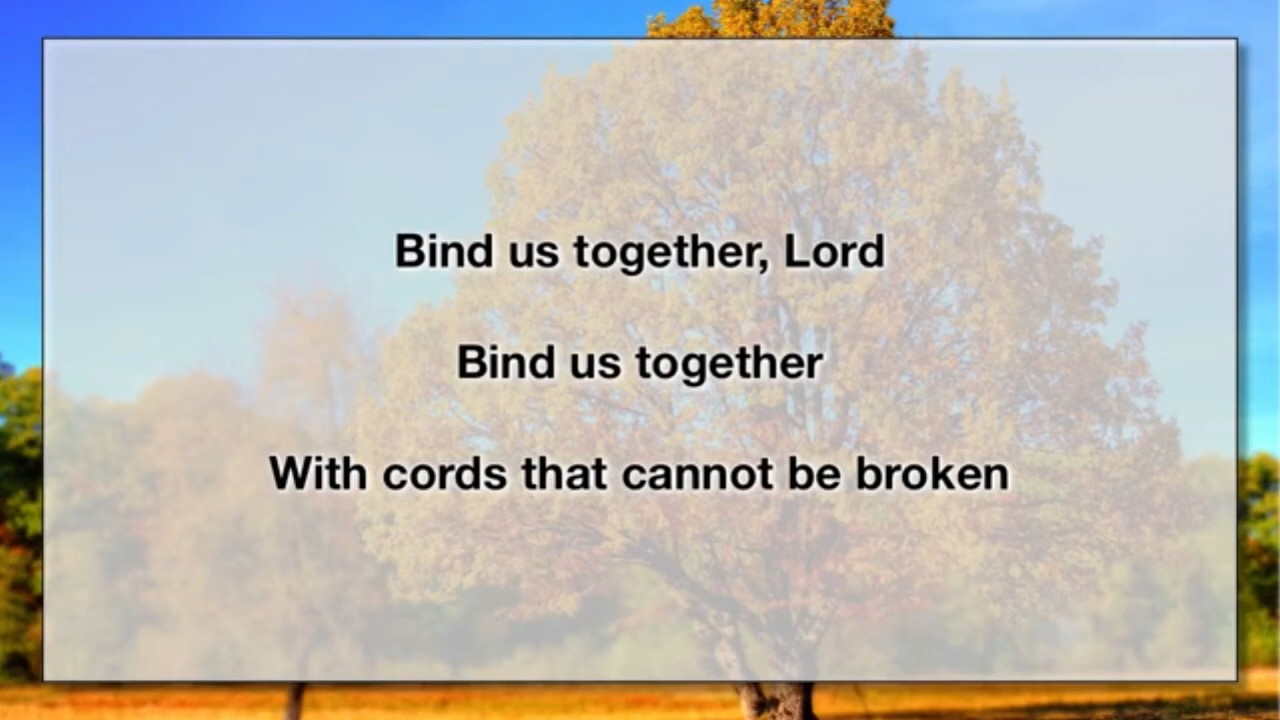 Bind us together, Lord
Bind us together
With cords that cannot be broken